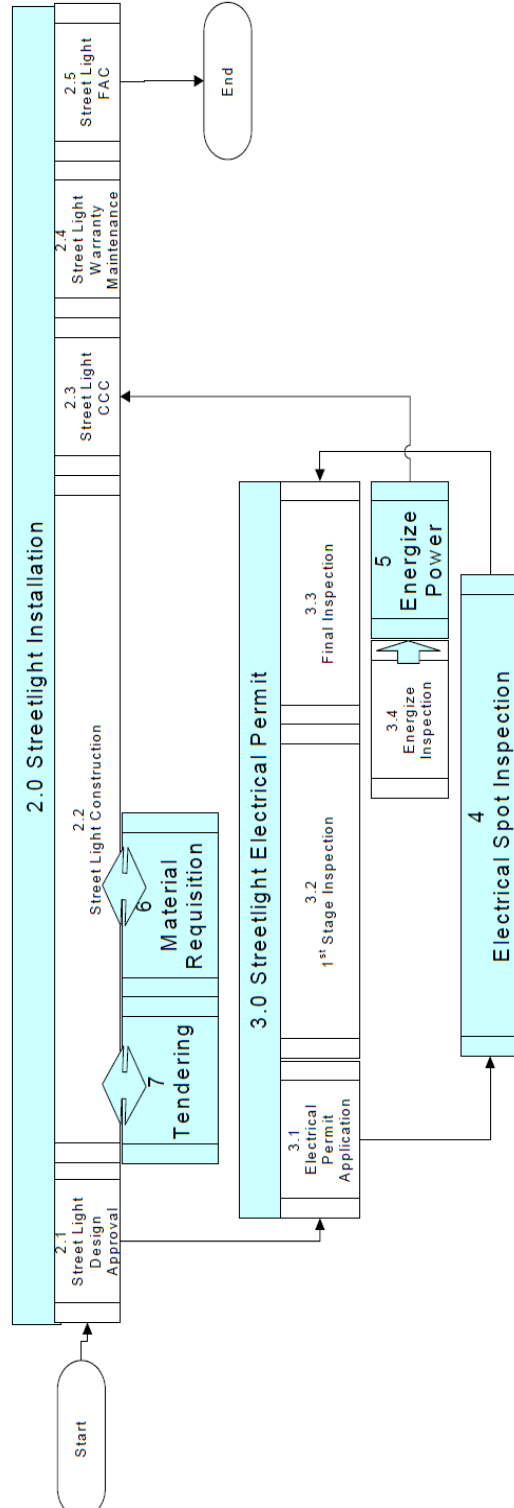 2.0 Streetlight Installation
Start
2.1
Street Light
Design
Approval
2.2
Street Light Construction
2.3
Street Light
CCC
2.4
Street Light
Warranty
Maintenance
2.5
Street Light
FAC
End
7
Tendering
6
Material
Requisition
3.0 Streetlight Electrical Permit
3.1
Electrical
Permit
Application
3.2
1st Stage Inspection
3.3
Final Inspection
3.4
Energize
Inspection
5
Energize
Power
4
Electrical Spot Inspection